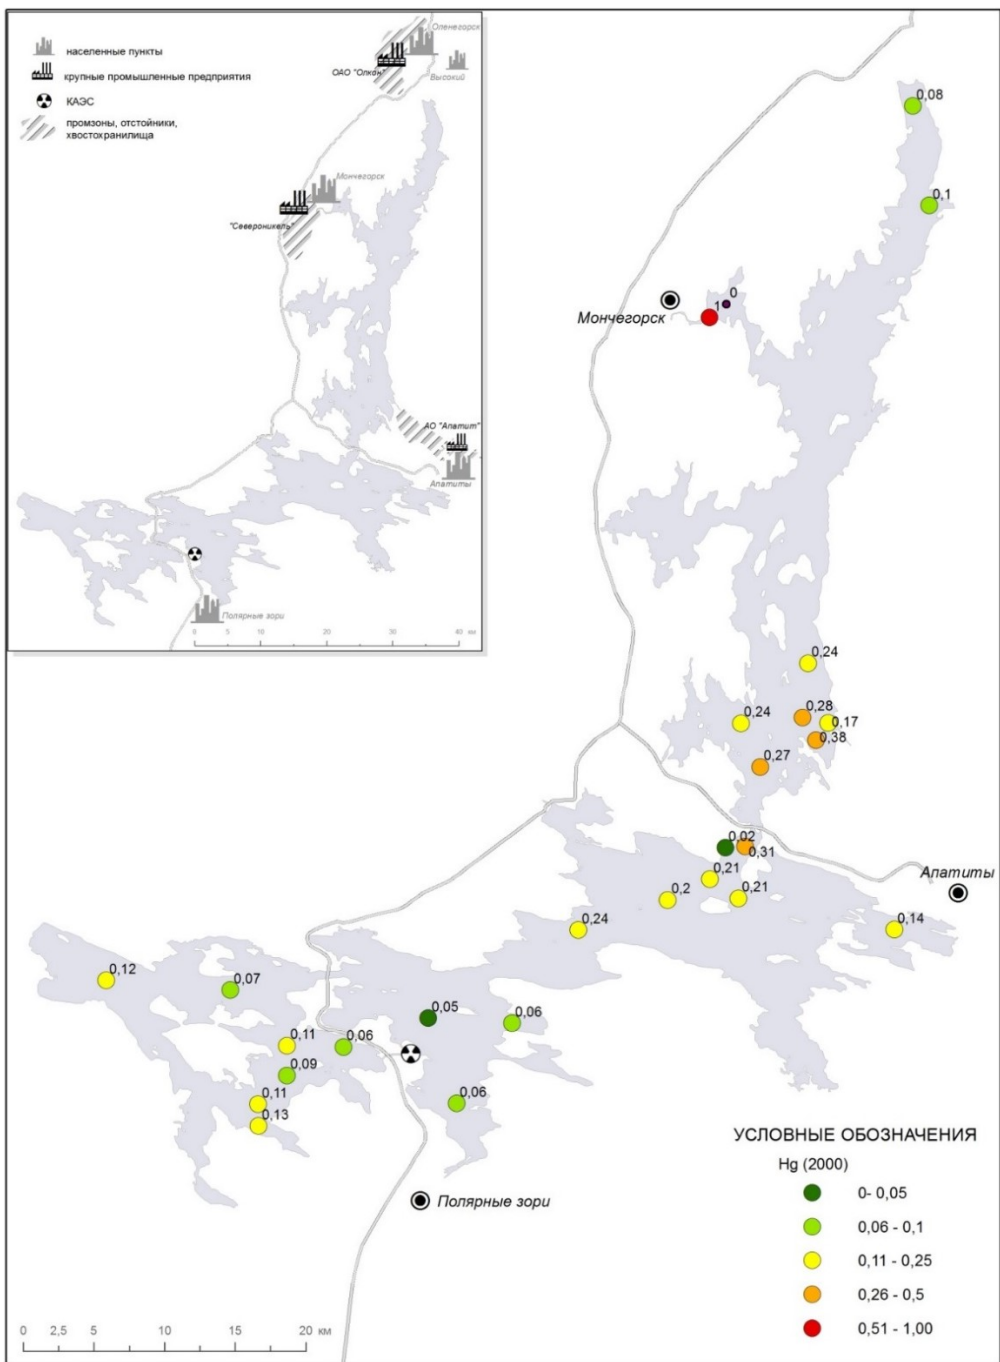 населенные пункты
крупные промышленные предприятия
КАЭС
промзоны, отстойники,
хвостохранилища
Оленегорск
ОАО "Олкон"
Высокий
Мончегорск
"Североникель"
АО "Апатит"
Апатиты
Полярные зори
0 5 10 20 30 40 км
0,08
0,1
0
1
Мончегорск
0,24
0,28
0,24
0,17
0,38
0,27
0,02
0,31
0,21
Апатиты
0,2
0,21
0,24
0,14
0,12
0,07
0,05
0,06
0,11
0,06
0,09
0,11
0,06
0,13
Полярные зори
УСЛОВНЫЕ ОБОЗНАЧЕНИЯ
Hg (2000)
0- 0,05
0,06 - 0,1
0,11 - 0,25
0,26 - 0,5
0,51 - 1,00
0 2,5 5 10 15 20 км